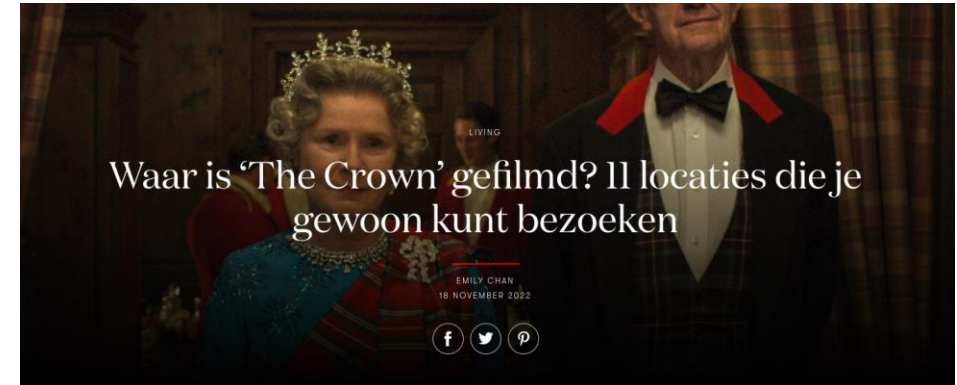 LIVING
Waar is ‘The Crown’ gefilmd? 11 locaties die je
gewoon kunt bezoeken
EMILY CHAN
18 NOVEMBER 2022